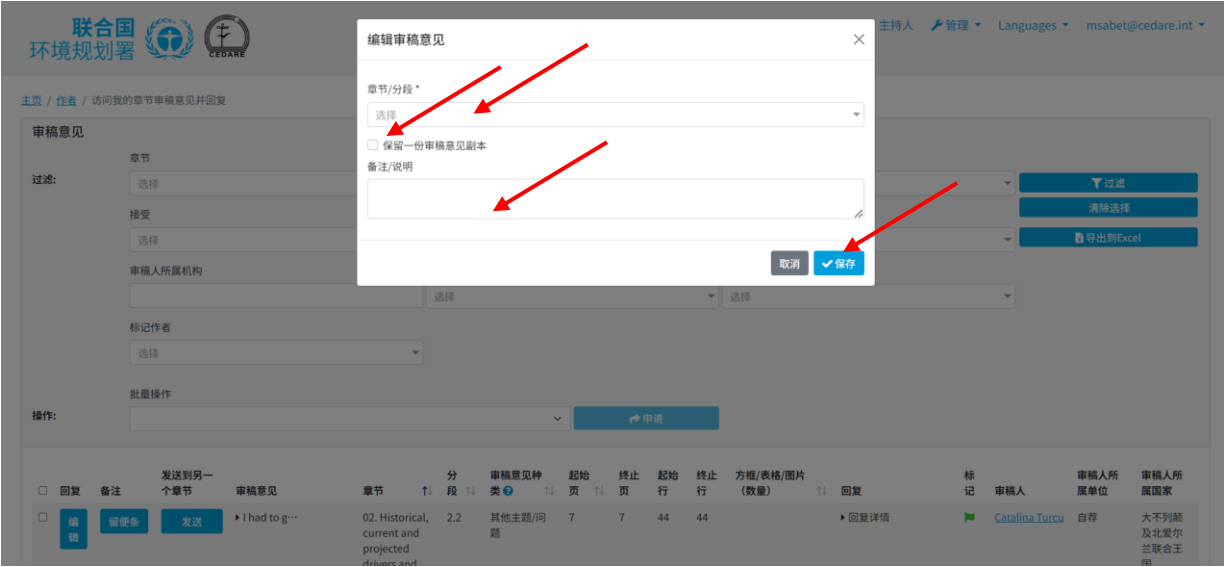 联合国
环境规划署
CEDARE
主持人 管理 Languages msabet@cedare.int
主页 / 作者 / 访问我的章节审稿意见并回复
编辑审稿意见
章节/分段 *
选择
保留一份审稿意见副本
备注/说明
取消 保存
审稿意见
章节
过滤: 选择 过滤
接受 清除选择
选择 导出到Excel
审稿人所属机构
选择 选择
标记作者
选择
批量操作
操作: 申请
回复 备注 发送到另一个章节 审稿意见 章节 分段 审稿意见种类 起始页 终止页 起始行 终止行 方框/表格/图片(数量) 回复 标记 审稿人 审稿人所属单位 审稿人所属国家
编辑 留便条 发送 I had to g… 02. Historical, 2.2 其他主题/问题 7 7 44 44 回复详情 Catalina Turcu 自荐 大不列颠及北爱尔兰联合王国
current and
projected
drivers and